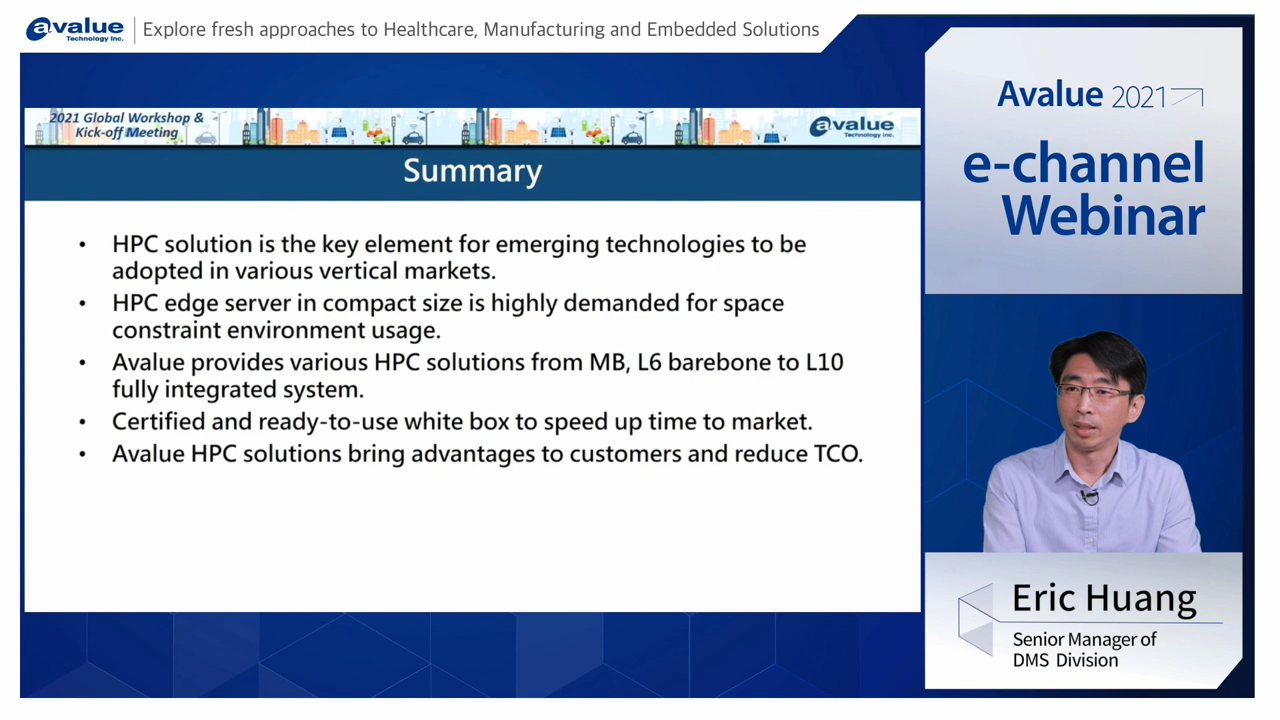 avalue
Technology Inc.
Explore fresh approaches to Healthcare, Manufacturing and Embedded Solutions
2021 Global Workshop &
Kick-off Meeting
avalue
Technology Inc.
Summary
• HPC solution is the key element for emerging technologies to be
adopted in various vertical markets.
• HPC edge server in compact size is highly demanded for space
constraint environment usage.
• Avalue provides various HPC solutions from MB, L6 barebone to L10
fully integrated system.
• Certified and ready-to-use white box to speed up time to market.
• Avalue HPC solutions bring advantages to customers and reduce TCO.
Avalue 2021
e-channel
Webinar
Eric Huang
Senior Manager of
DMS Division